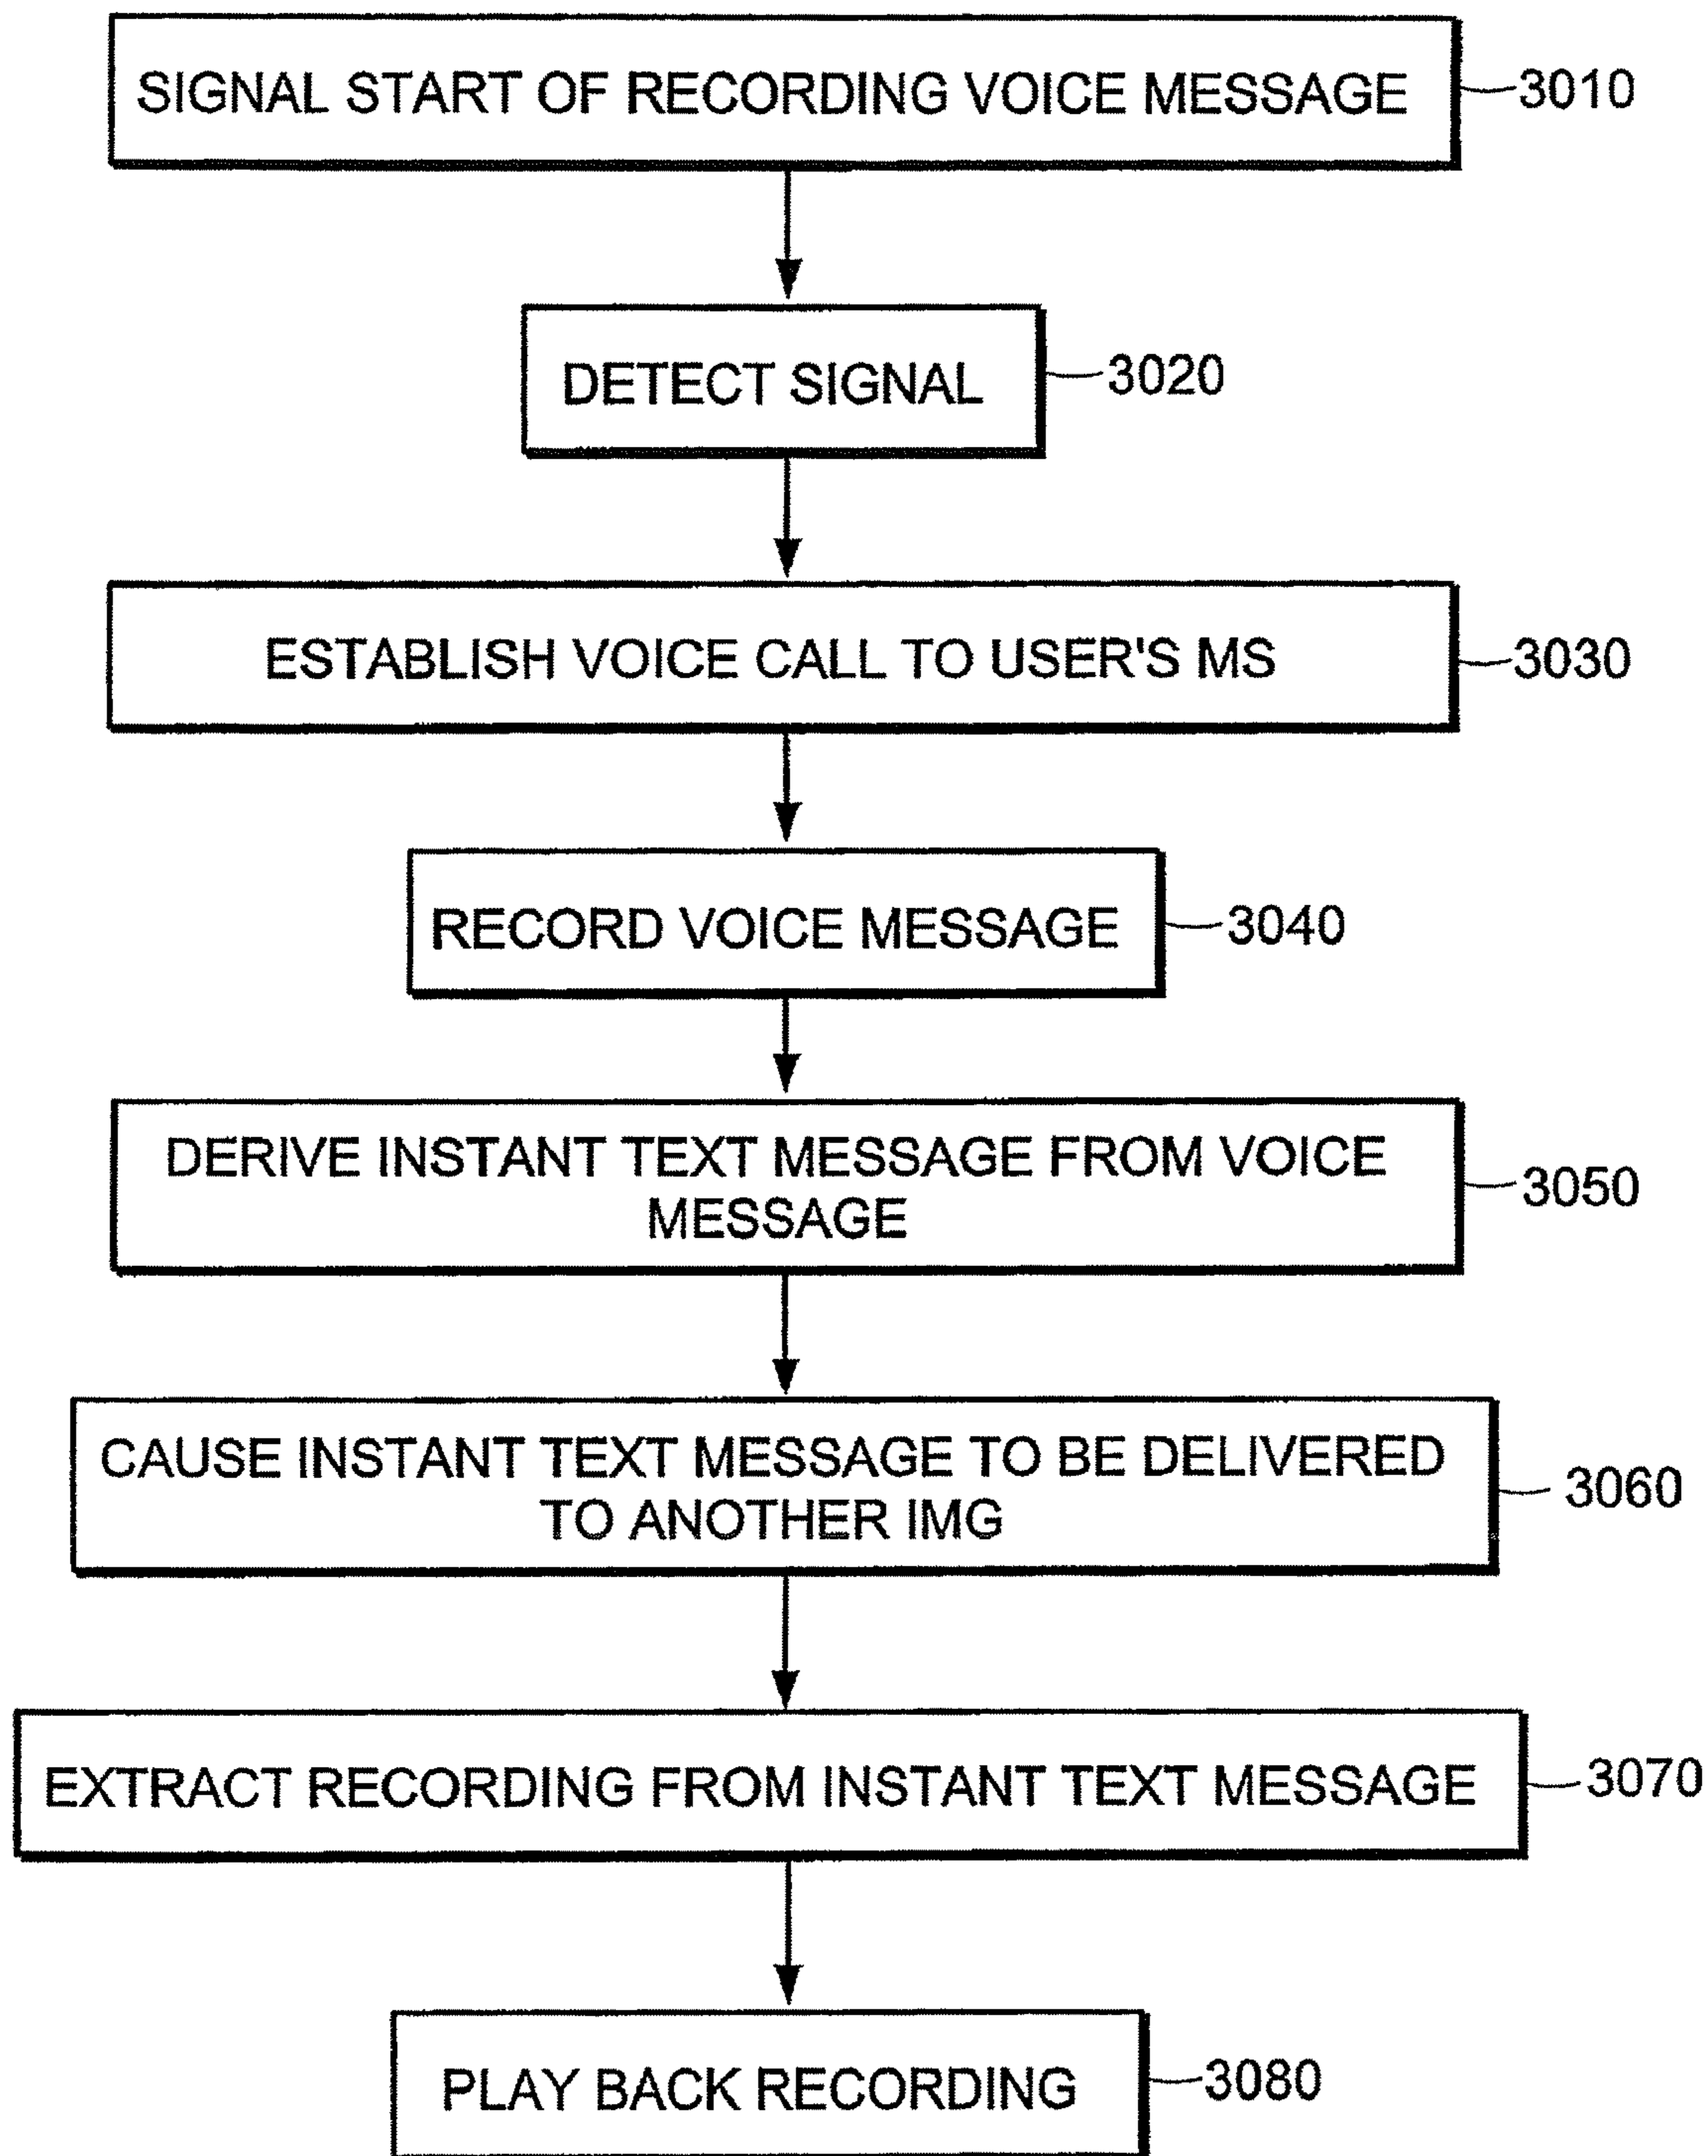 SIGNAL START OF RECORDING VOICE MESSAGE
3010
DETECT SIGNAL
3020
ESTABLISH VOICE CALL TO USER'S MS
3030
RECORD VOICE MESSAGE
3040
DERIVE INSTANT TEXT MESSAGE FROM VOICE
MESSAGE
3050
CAUSE INSTANT TEXT MESSAGE TO BE DELIVERED
TO ANOTHER IMG
3060
EXTRACT RECORDING FROM INSTANT TEXT MESSAGE
3070
PLAY BACK RECORDING
3080